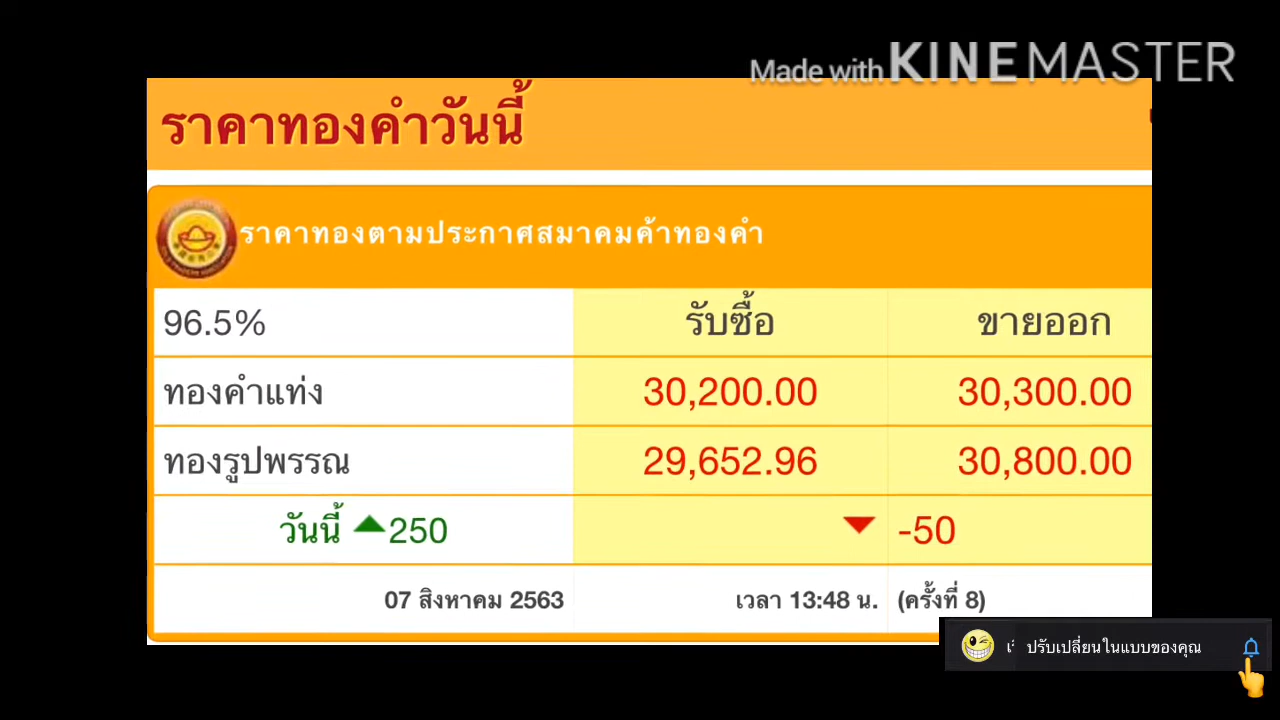 Made with KINEMASTER
ราคาทองคำวันนี้
ราคาทองตามประกาศสมาคมค้าทองคำ
96.5% รับซื้อ ขายออก
ทองคำแท่ง 30,200.00 30,300.00
ทองรูปพรรณ 29,652.96 30,800.00
วันนี้ ▲250 ▼ -50
07 สิงหาคม 2563 เวลา 13:48 น. (ครั้งที่ 8)
ปรับเปลี่ยนในแบบของคุณ